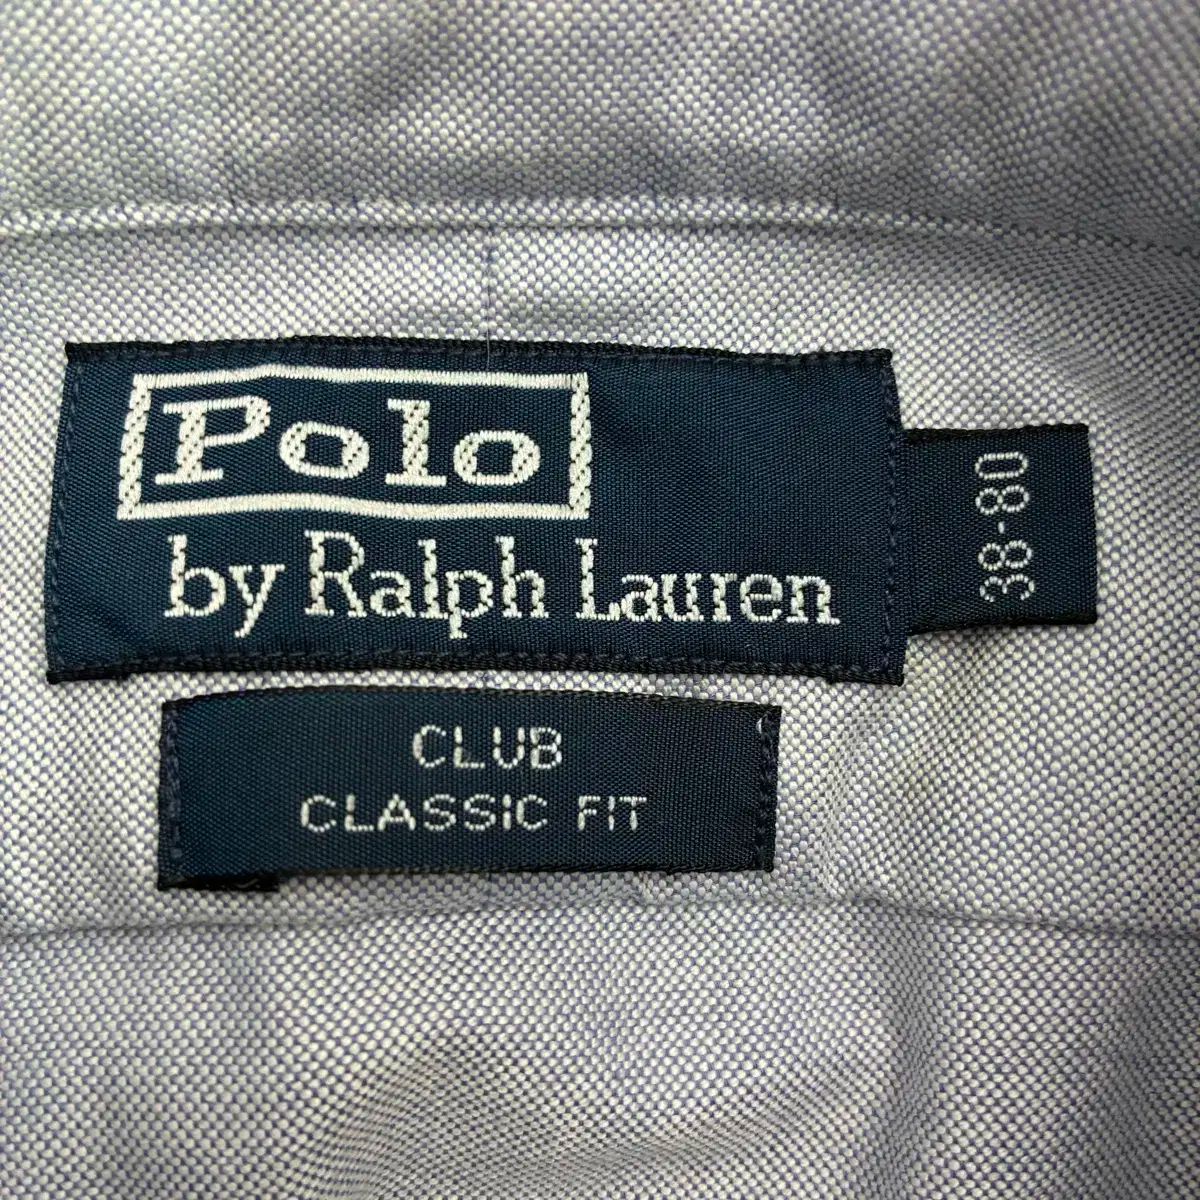 Polo
by Ralph Lauren
38-80
CLUB
CLASSIC FIT